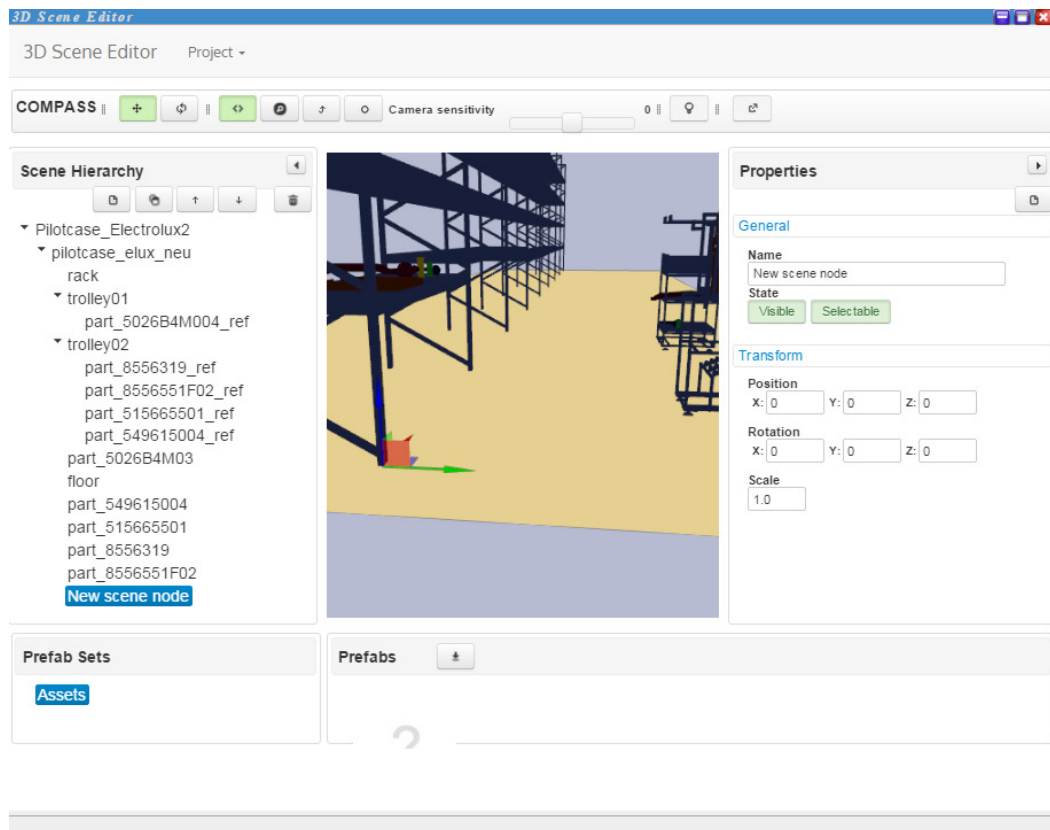 3D Scene Editor
3D Scene Editor Project
COMPASS Camera sensitivity 0
Scene Hierarchy
Pilotcase_Electrolux2
pilotcase_elux_neu
rack
trolley01
part_5026B4M004_ref
trolley02
part_8556319_ref
part_8556551F02_ref
part_515665501_ref
part_549615004_ref
part_5026B4M03
floor
part_549615004
part_515665501
part_8556319
part_8556551F02
New scene node
Properties
General
Name
New scene node
State
Visible Selectable
Transform
Position
X: 0 Y: 0 Z: 0
Rotation
X: 0 Y: 0 Z: 0
Scale
1.0
Prefab Sets
Assets
Prefabs
?